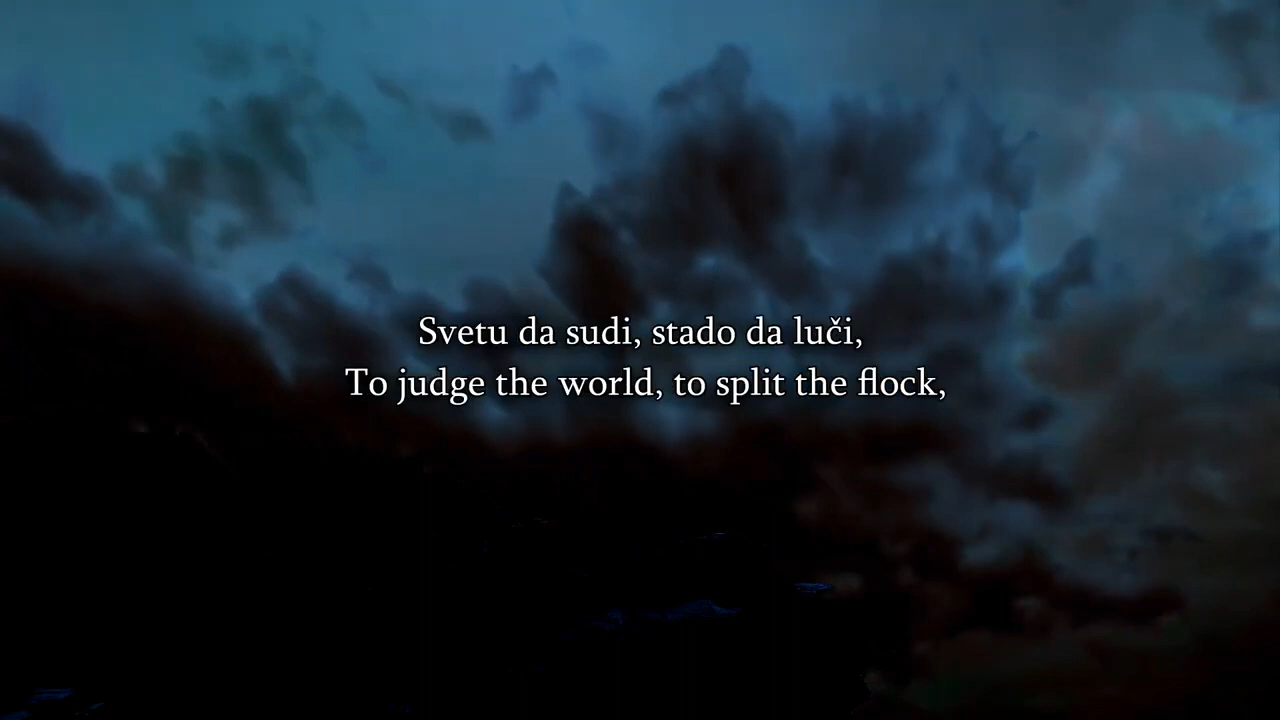 Svetu da sudi, stado da luči,
To judge the world, to split the flock,